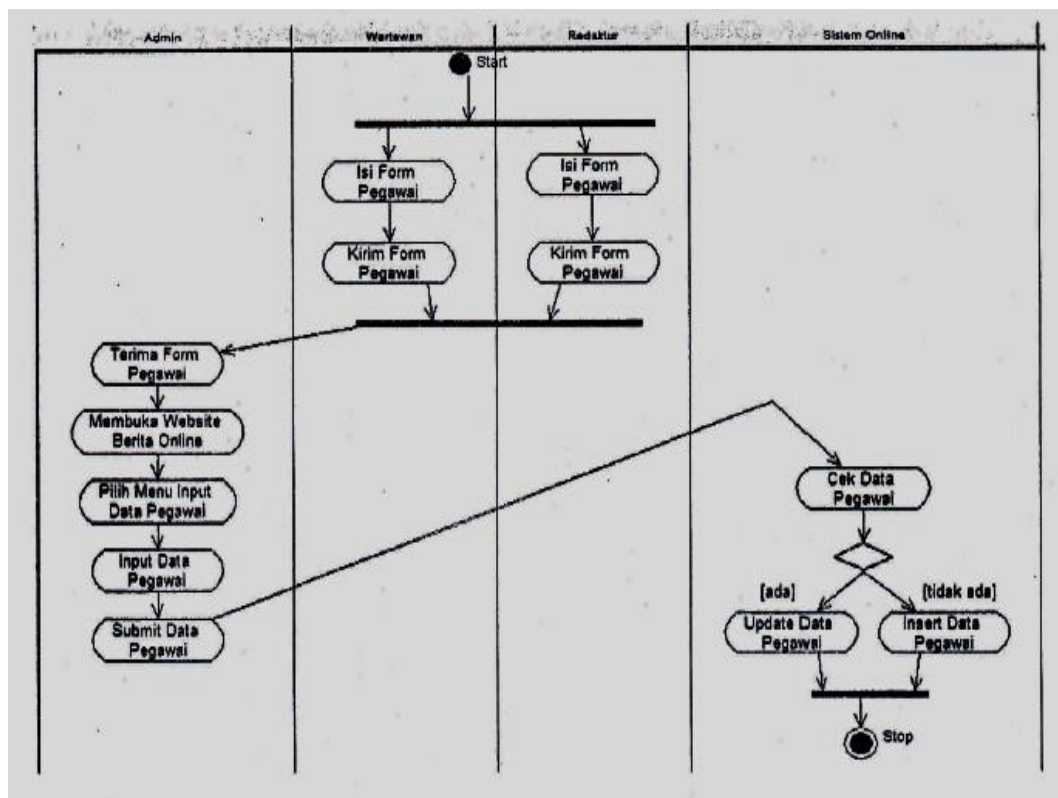 Admin
Wartawan
Redaktur
Sistem Online
Start
Isi Form
Pegawai
Isi Form
Pegawai
Kirim Form
Pegawai
Kirim Form
Pegawai
Terima Form
Pegawai
Membuka Website
Berita Online
Pilih Menu Input
Data Pegawai
Input Data
Pegawai
Submit Data
Pegawai
Cek Data
Pegawai
[ada]
[tidak ada]
Update Data
Pegawai
Insert Data
Pegawai
Stop